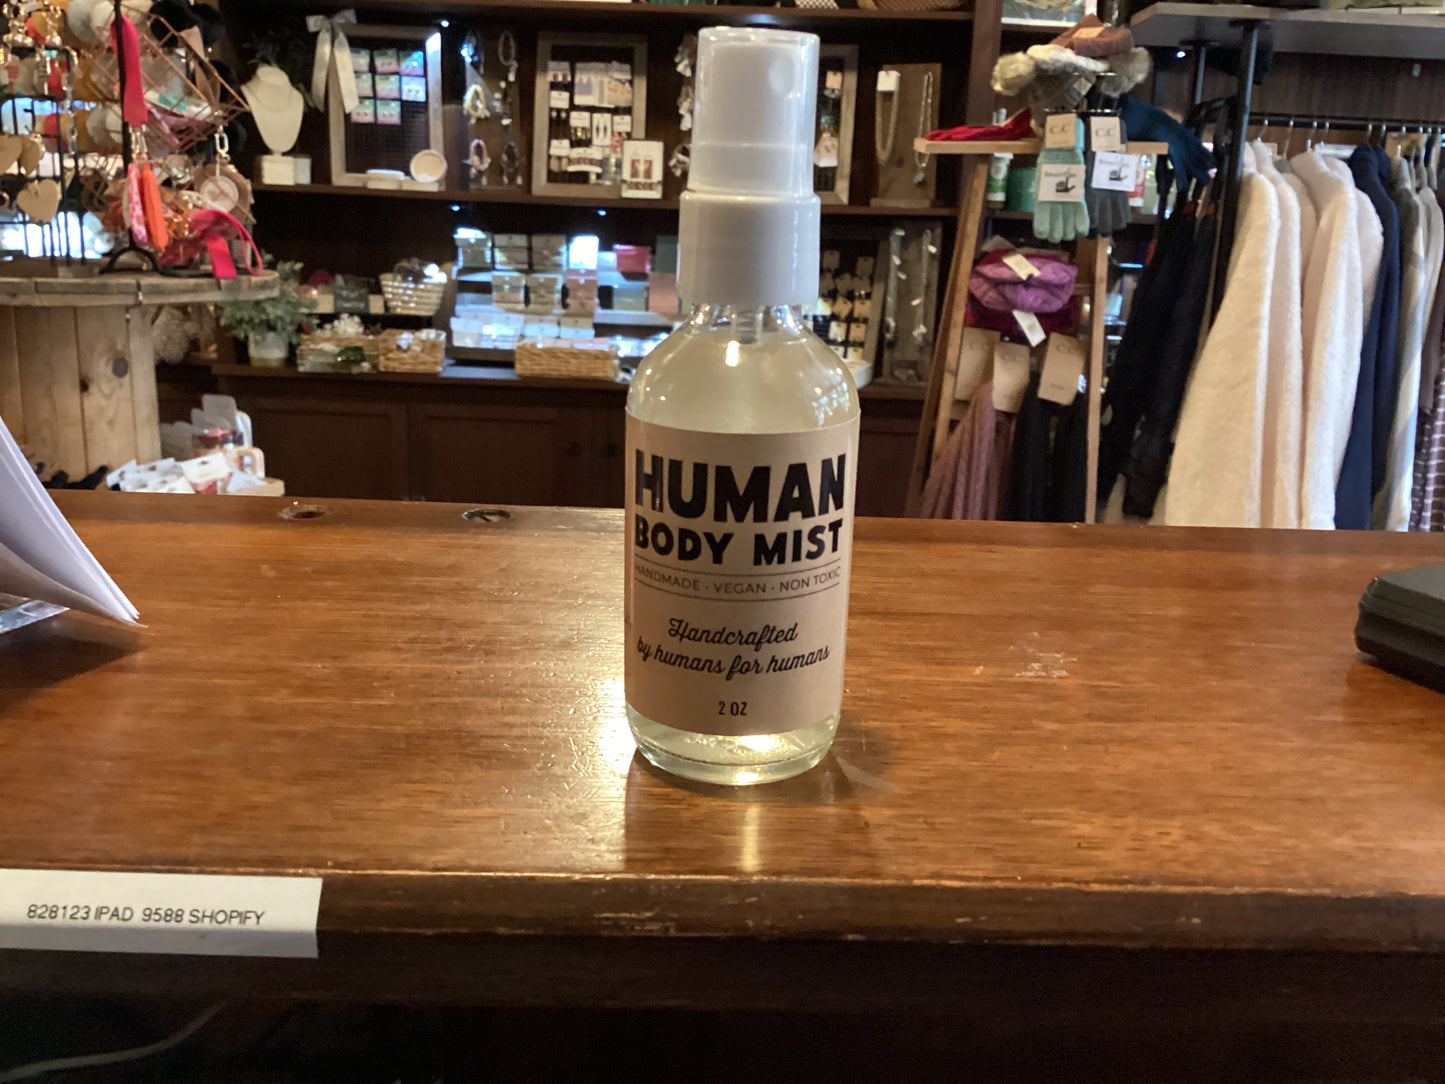 C.C
C.C
HUMAN
BODY MIST
HANDMADE • VEGAN • NON TOXIC
Handcrafted
by humans for humans
2 OZ
828123 IPAD 9588 SHOPIFY